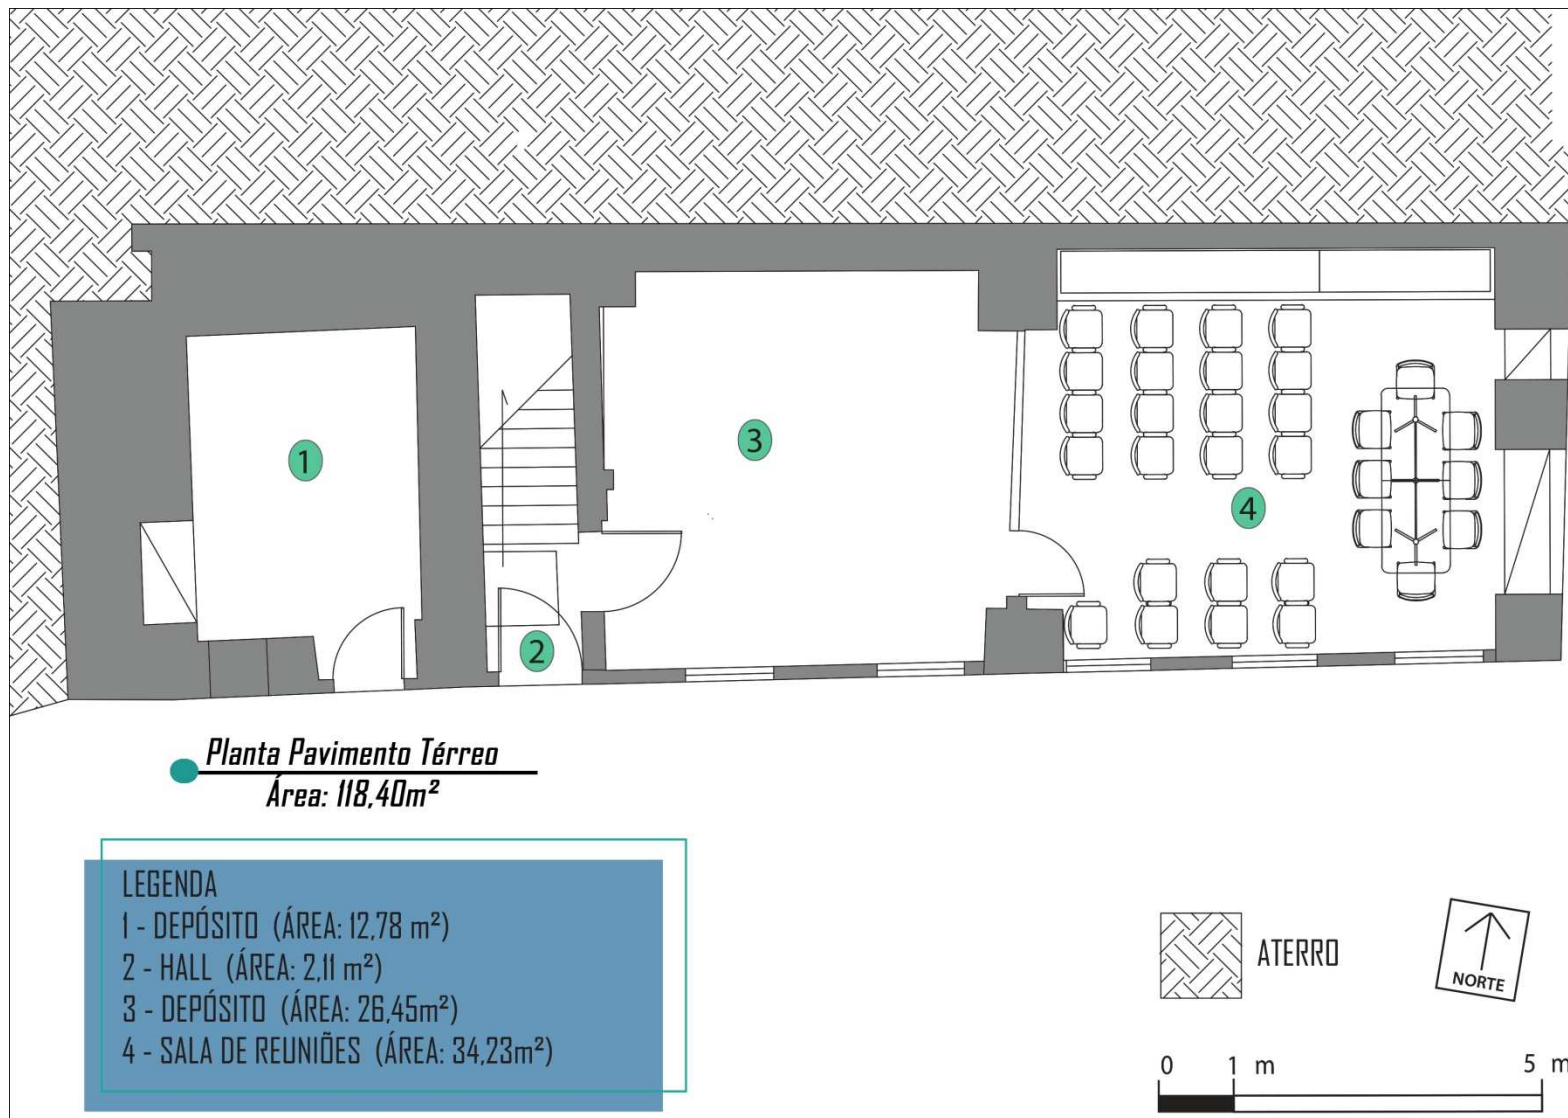 1
3
4
2
Planta Pavimento Térreo
Área: 118,40m²
LEGENDA
1 - DEPÓSITO (ÁREA: 12,78 m²)
2 - HALL (ÁREA: 2,11 m²)
3 - DEPÓSITO (ÁREA: 26,45m²)
4 - SALA DE REUNIÕES (ÁREA: 34,23m²)
ATERRO
NORTE
0 1 m 5 m